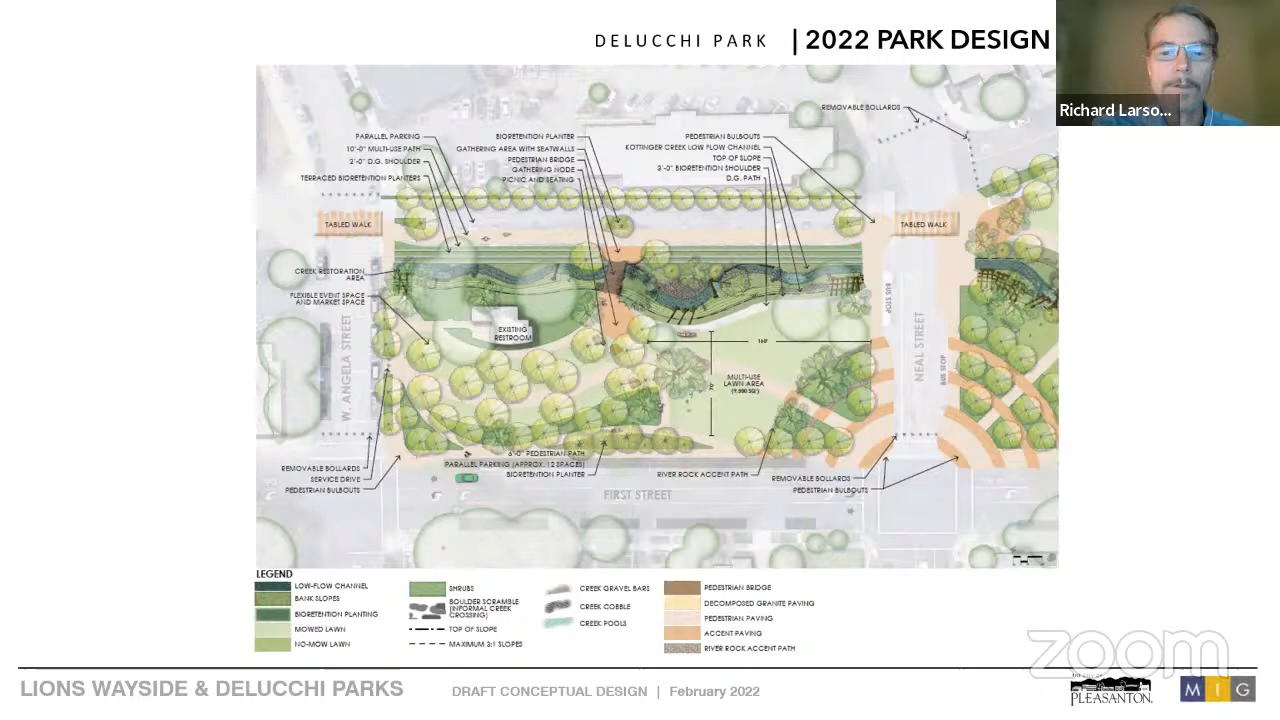 DELUCCHI PARK | 2022 PARK DESIGN
Richard Larso...
REMOVABLE BOLLARDS
PARALLEL PARKING
10'-0" MULTI-USE PATH
2'-0" D.G. SHOULDER
TERRACED BIORETENTION PLANTERS
BIORETENTION PLANTER
GATHERING AREA WITH SEATWALLS
PEDESTRIAN BRIDGE
GATHERING NODE
PICNIC AND SEATING
PEDESTRIAN BULBOUTS
KOTTINGER CREEK LOW FLOW CHANNEL
TOP OF SLOPE
3'-0" BIORETENTION SHOULDER
D.G. PATH
TABLED WALK
TABLED WALK
CREEK RESTORATION
AREA
FLEXIBLE EVENT SPACE
AND MARKET SPACE
EXISTING
RESTROOM
W. ANGELA STREET
BUS STOP
NEAL STREET
BUS STOP
160'
70'
MULTI-USE
LAWN AREA
(9,500 SQ')
REMOVABLE BOLLARDS
SERVICE DRIVE
PEDESTRIAN BULBOUTS
6'-0" PEDESTRIAN PATH
PARALLEL PARKING (APPROX. 12 SPACES)
BIORETENTION PLANTER
RIVER ROCK ACCENT PATH
REMOVABLE BOLLARDS
PEDESTRIAN BULBOUTS
FIRST STREET
LEGEND
LOW-FLOW CHANNEL
BANK SLOPES
BIORETENTION PLANTING
MOWED LAWN
NO-MOW LAWN
SHRUBS
BOULDER SCRAMBLE
(INFORMAL CREEK
CROSSING)
TOP OF SLOPE
MAXIMUM 3:1 SLOPES
CREEK GRAVEL BARS
CREEK COBBLE
CREEK POOLS
PEDESTRIAN BRIDGE
DECOMPOSED GRANITE PAVING
PEDESTRIAN PAVING
ACCENT PAVING
RIVER ROCK ACCENT PATH
zoom
LIONS WAYSIDE & DELUCCHI PARKS
DRAFT CONCEPTUAL DESIGN | February 2022
THE CITY OF
PLEASANTON.
MIG